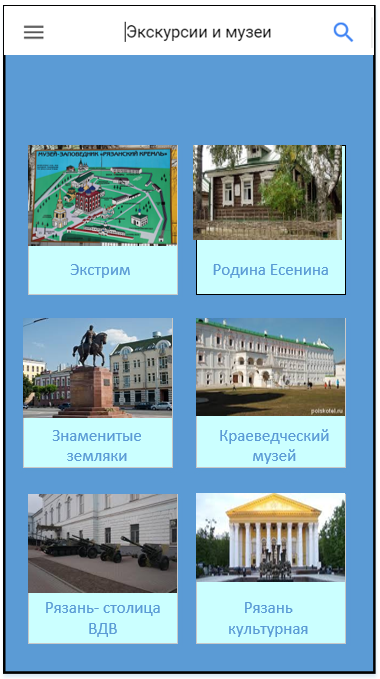 Экскурсии и музеи
МУЗЕЙ-ЗАПОВЕДНИК «РЯЗАНСКИЙ КРЕМЛЬ»
Экстрим
Родина Есенина
Знаменитые
земляки
polshotel.ru
Краеведческий
музей
Рязань- столица
ВДВ
Рязань
культурная